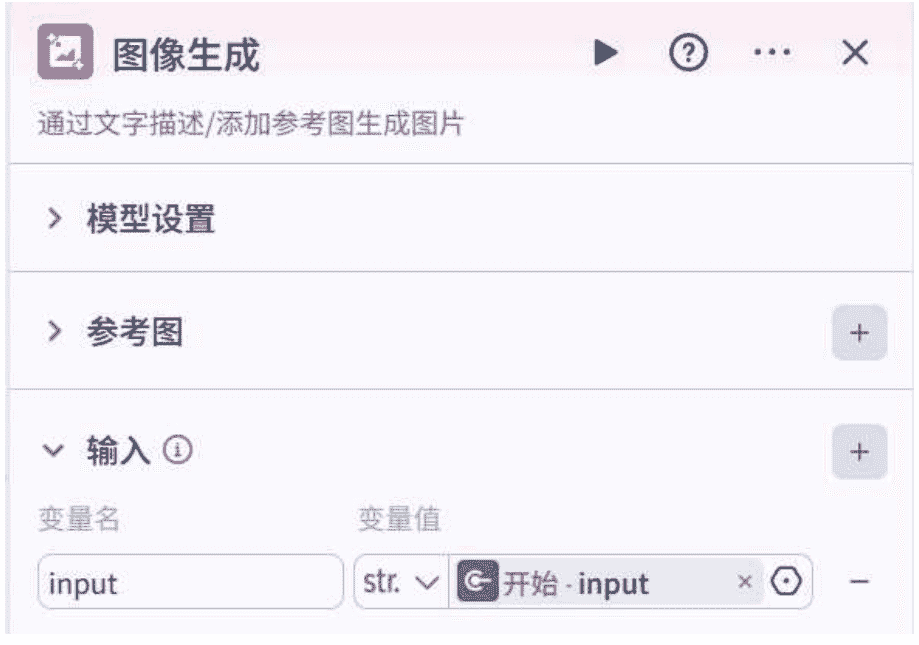 图像生成
通过文字描述/添加参考图生成图片
模型设置
参考图
输入
变量名 变量值
input str. 开始 · input